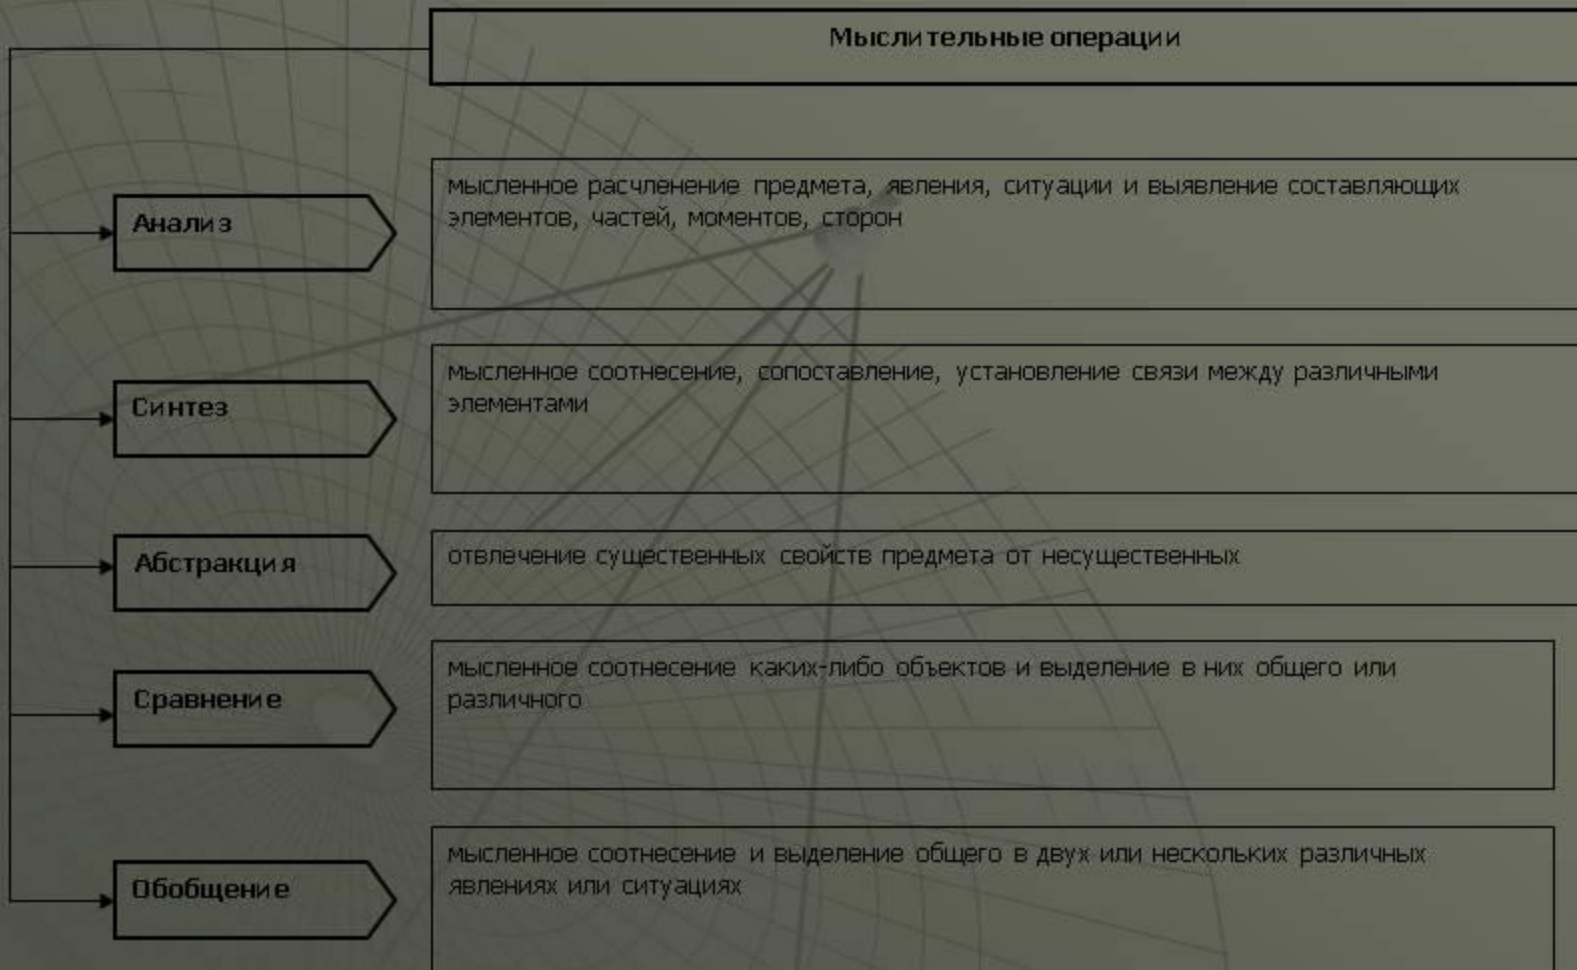 Мыслительные операции
Анализ
мысленное расчленение предмета, явления, ситуации и выявление составляющих
элементов, частей, моментов, сторон
Синтез
мысленное соотнесение, сопоставление, установление связи между различными
элементами
Абстракция
отвлечение существенных свойств предмета от несущественных
Сравнение
мысленное соотнесение каких-либо объектов и выделение в них общего или
различного
Обобщение
мысленное соотнесение и выделение общего в двух или нескольких различных
явлениях или ситуациях